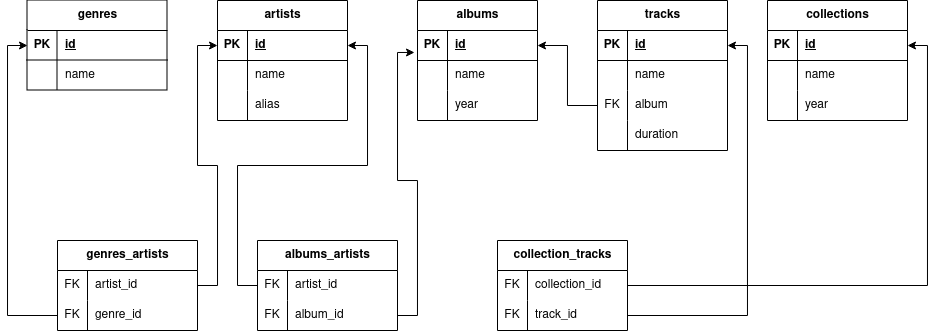 genres
PK id
name
artists
PK id
name
alias
albums
PK id
name
year
tracks
PK id
name
FK album
duration
collections
PK id
name
year
genres_artists
FK artist_id
FK genre_id
albums_artists
FK artist_id
FK album_id
collection_tracks
FK collection_id
FK track_id